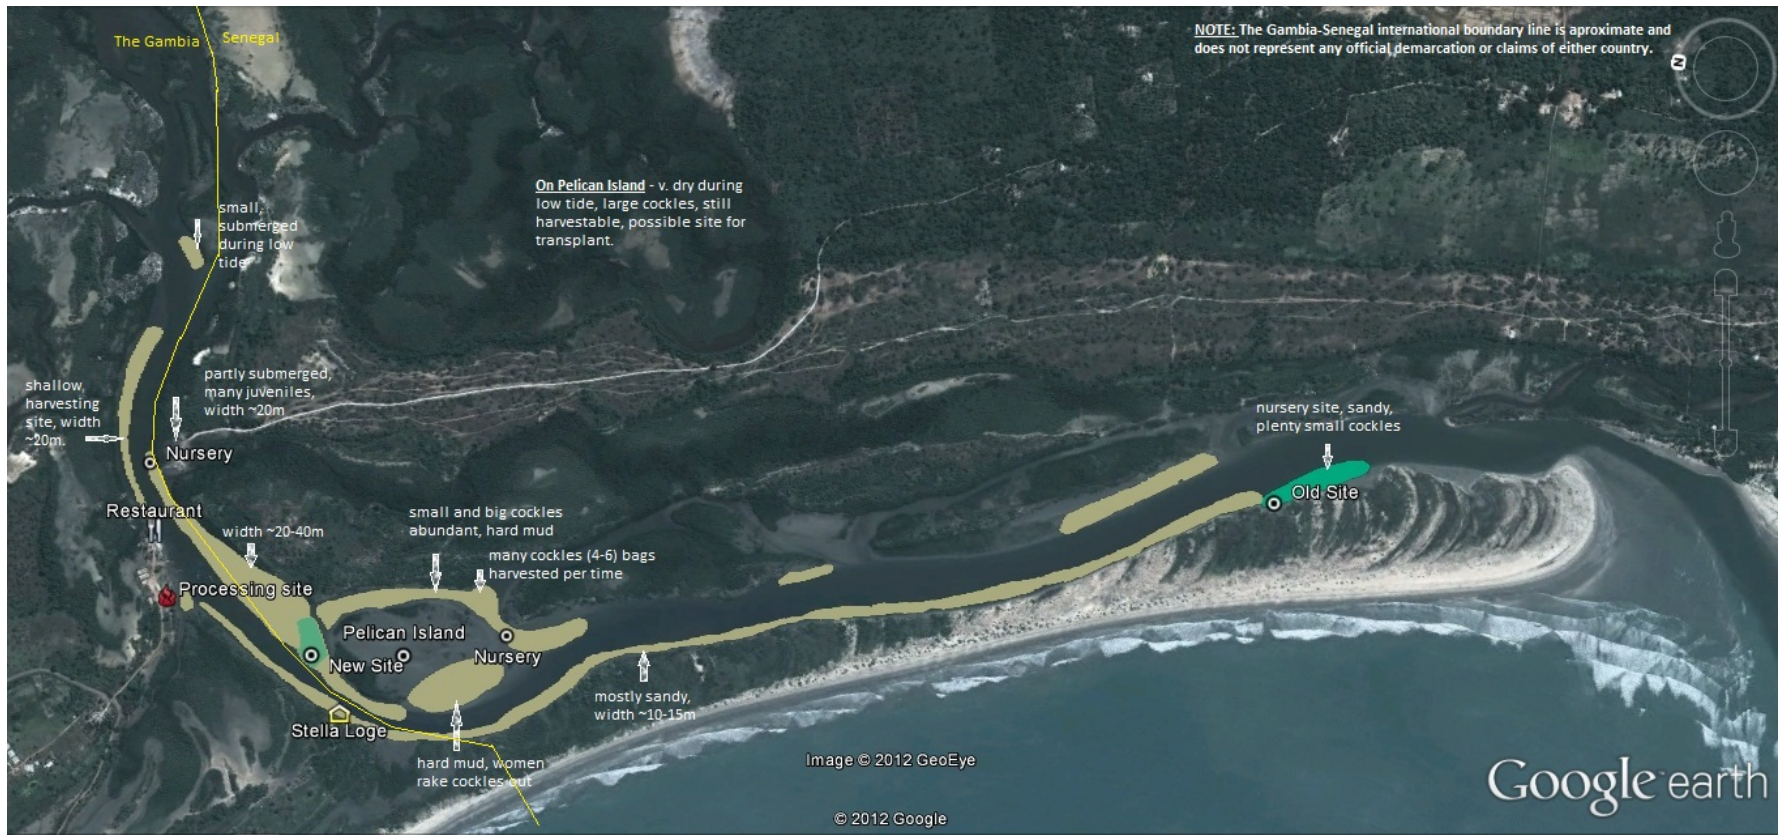 The Gambia
Senegal
NOTE: The Gambia-Senegal international boundary line is aproximate and
does not represent any official demarcation or claims of either country.
N
On Pelican Island - v. dry during
low tide, large cockles, still
harvestable, possible site for
transplant.
small,
submerged
during low
tide
shallow,
harvesting
site, width
~20m.
partly submerged,
many juveniles,
width ~20m
Nursery
nursery site, sandy,
plenty small cockles
Old Site
Restaurant
width ~20-40m
small and big cockles
abundant, hard mud
many cockles (4-6) bags
harvested per time
Processing site
Pelican Island
Nursery
New Site
mostly sandy,
width ~10-15m
Stella Loge
hard mud, women
rake cockles out
Image © 2012 GeoEye
© 2012 Google
Google earth